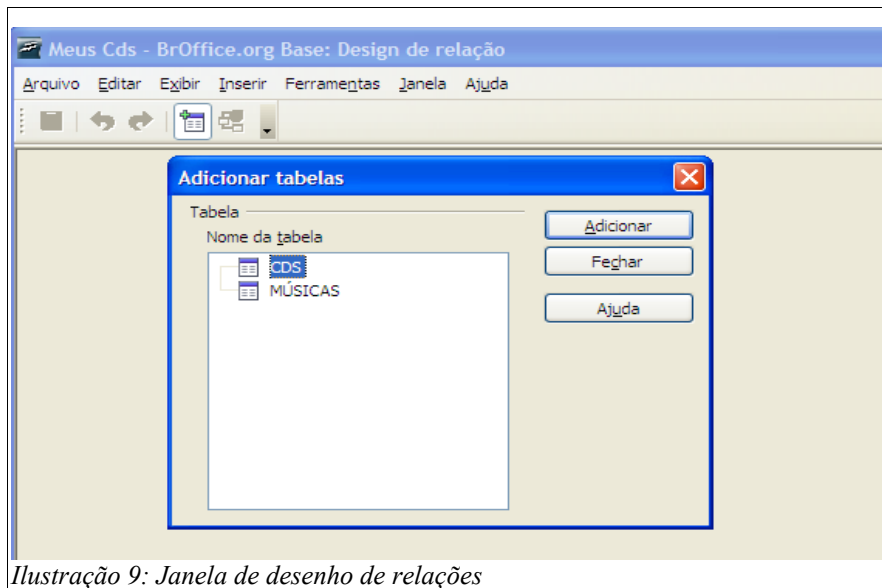 Meus Cds - BrOffice.org Base: Design de relação
Arquivo Editar Exibir Inserir Ferramentas Janela Ajuda
Adicionar tabelas
Tabela
Nome da tabela
CDS
MÚSICAS
Adicionar
Fechar
Ajuda
Ilustração 9: Janela de desenho de relações